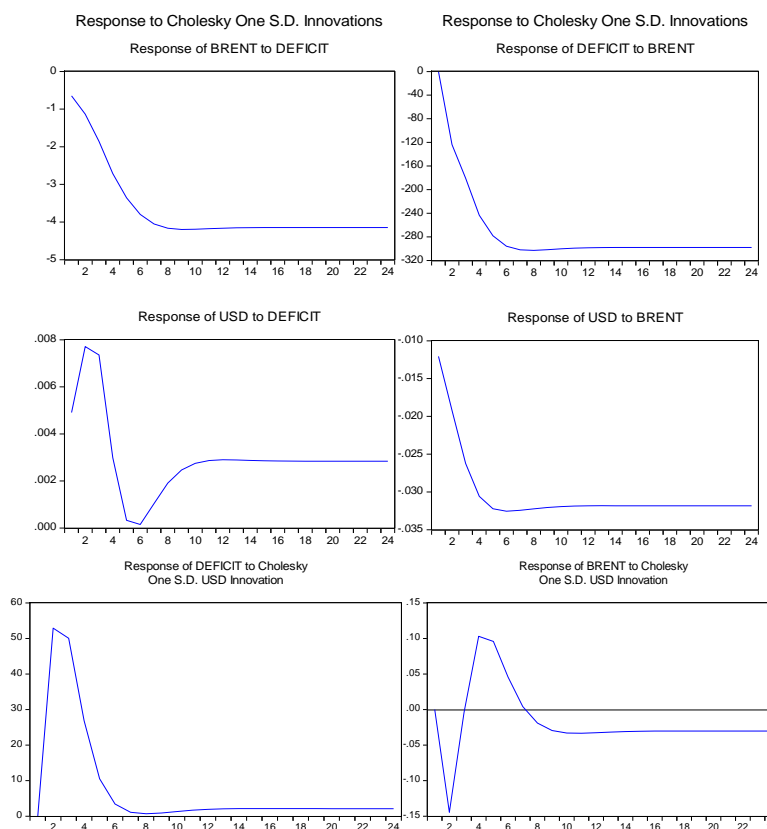 Response to Cholesky One S.D. Innovations
Response of BRENT to DEFICIT
0
-1
-2
-3
-4
-5
2 4 6 8 10 12 14 16 18 20 22 24
Response to Cholesky One S.D. Innovations
Response of DEFICIT to BRENT
0
-40
-80
-120
-160
-200
-240
-280
-320
2 4 6 8 10 12 14 16 18 20 22 24
Response of USD to DEFICIT
.008
.006
.004
.002
.000
2 4 6 8 10 12 14 16 18 20 22 24
Response of USD to BRENT
-.010
-.015
-.020
-.025
-.030
-.035
2 4 6 8 10 12 14 16 18 20 22 24
Response of DEFICIT to Cholesky
One S.D. USD Innovation
60
50
40
30
20
10
0
2 4 6 8 10 12 14 16 18 20 22 24
Response of BRENT to Cholesky
One S.D. USD Innovation
.15
.10
.05
.00
-.05
-.10
-.15
2 4 6 8 10 12 14 16 18 20 22